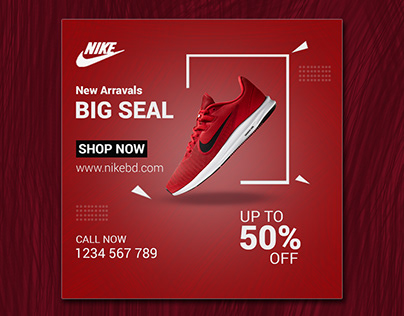 NIKE
New Arravals
BIG SEAL
SHOP NOW
www.nikebd.com
CALL NOW
1234 567 789
UP TO
50%
OFF